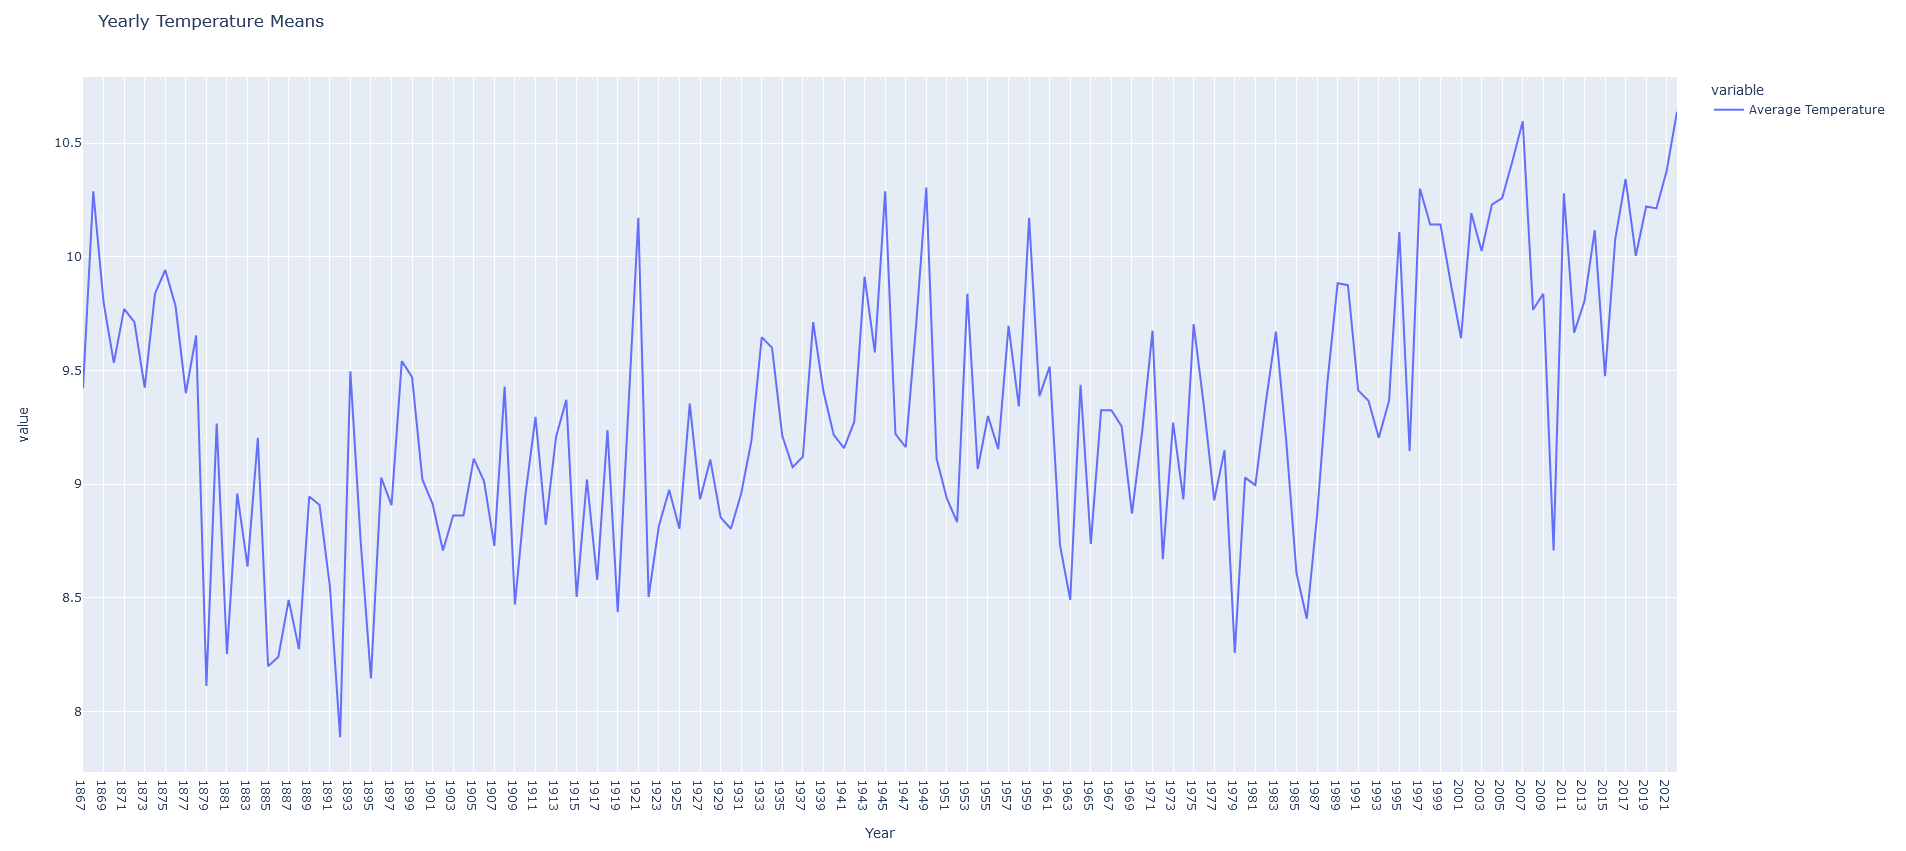 Yearly Temperature Means
variable
Average Temperature
value
10.5
10
9.5
9
8.5
8
1867 1869 1871 1873 1875 1877 1879 1881 1883 1885 1887 1889 1891 1893 1895 1897 1899 1901 1903 1905 1907 1909 1911 1913 1915 1917 1919 1921 1923 1925 1927 1929 1931 1933 1935 1937 1939 1941 1943 1945 1947 1949 1951 1953 1955 1957 1959 1961 1963 1965 1967 1969 1971 1973 1975 1977 1979 1981 1983 1985 1987 1989 1991 1993 1995 1997 1999 2001 2003 2005 2007 2009 2011 2013 2015 2017 2019 2021
Year